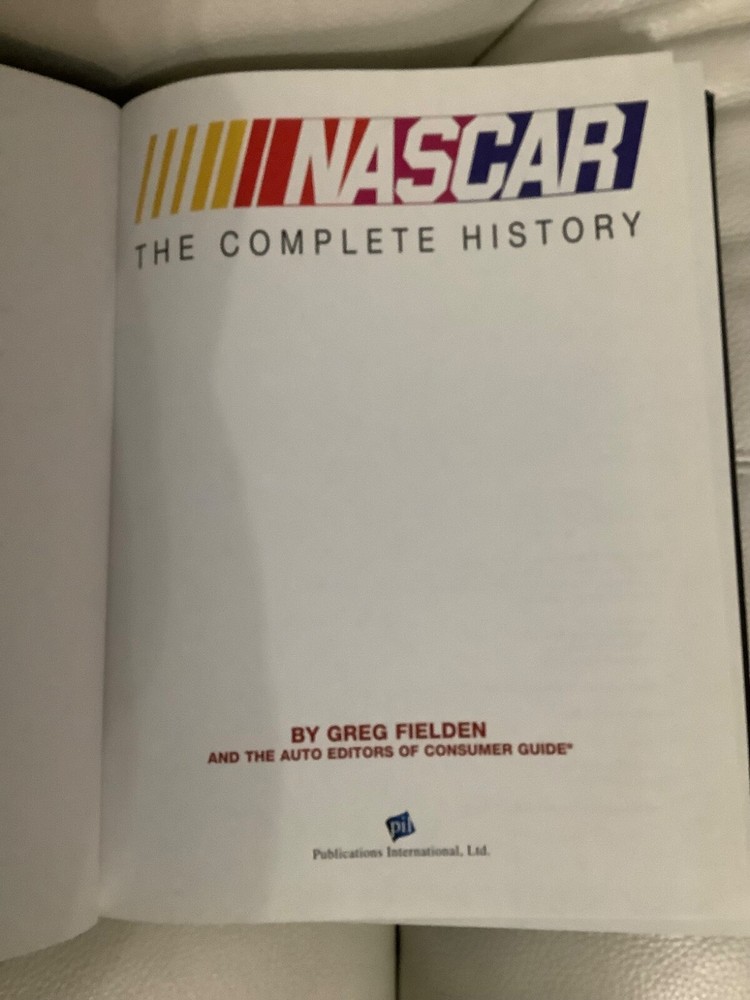 NASCAR
THE COMPLETE HISTORY
BY GREG FIELDEN
AND THE AUTO EDITORS OF CONSUMER GUIDE®
pil
Publications International, Ltd.